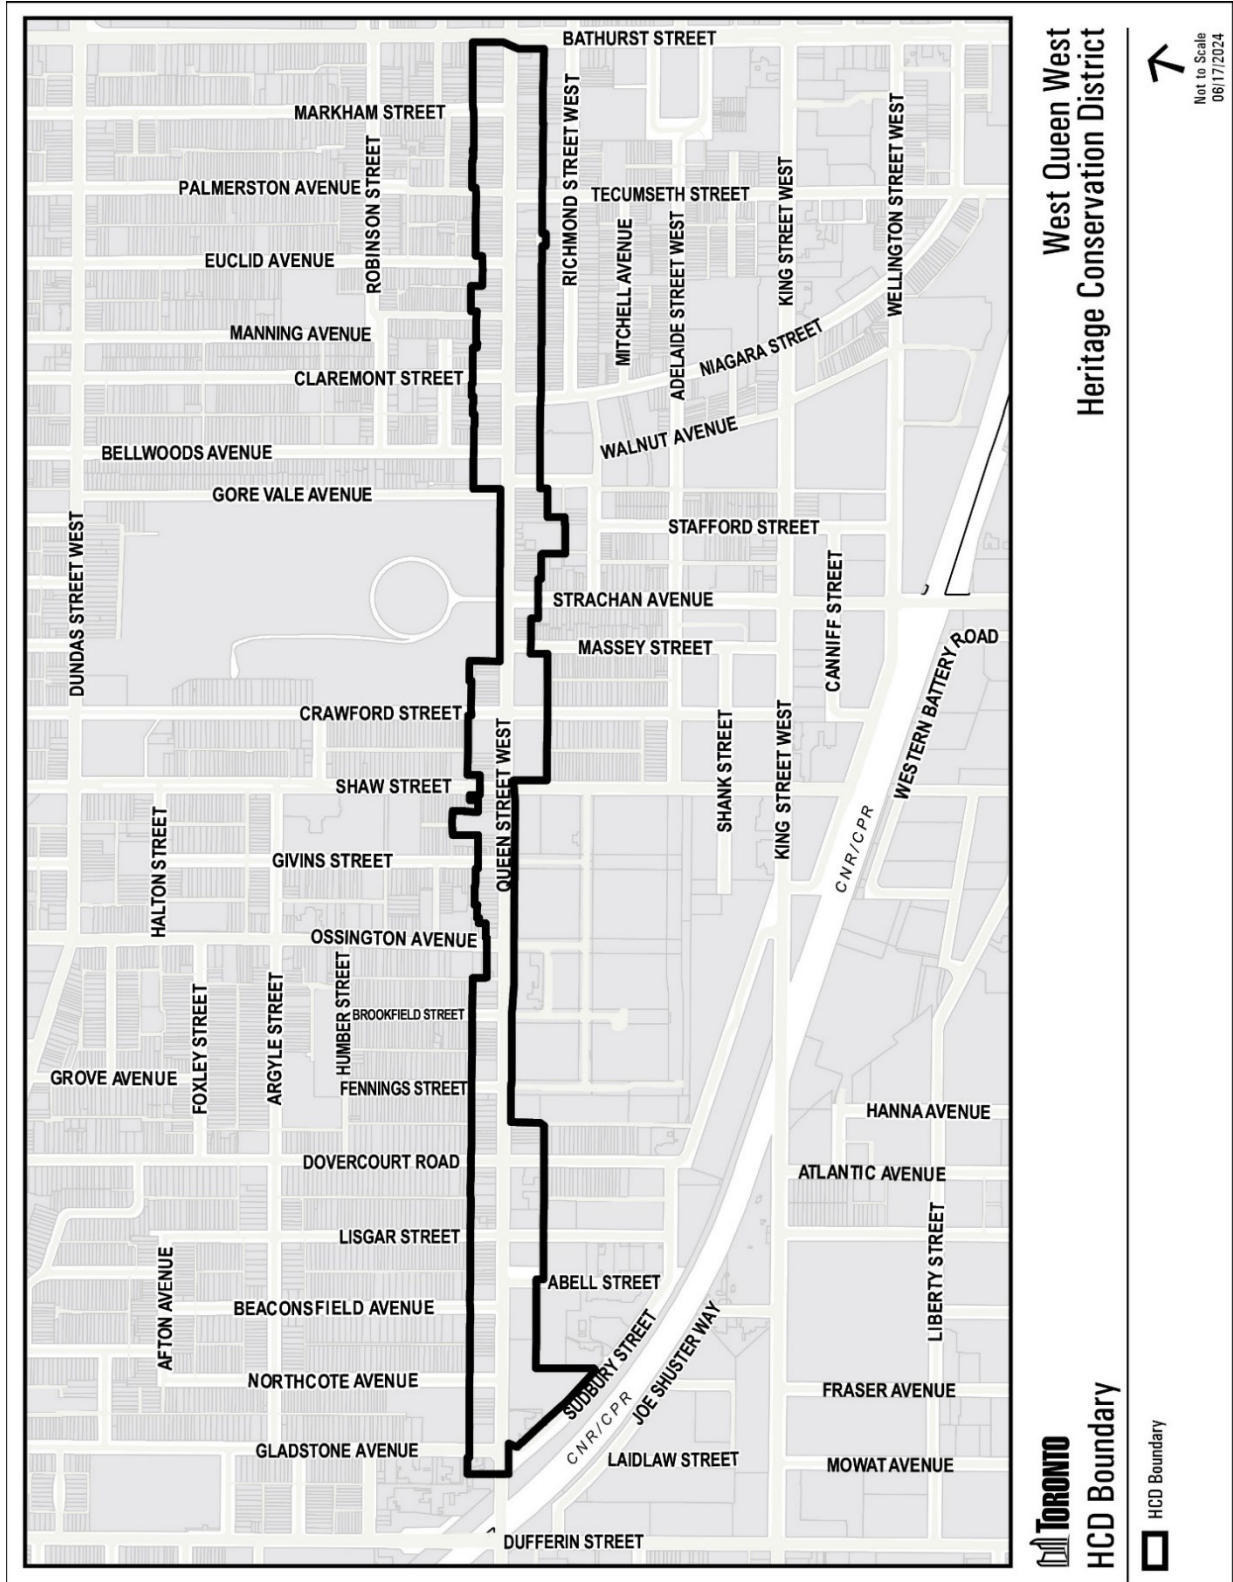 BATHURST STREET
MARKHAM STREET
PALMERSTON AVENUE
ROBINSON STREET
EUCLID AVENUE
MANNING AVENUE
CLAREMONT STREET
BELLWOODS AVENUE
GORE VALE AVENUE
DUNDAS STREET WEST
CRAWFORD STREET
SHAW STREET
HALTON STREET
GIVINS STREET
OSSINGTON AVENUE
HUMBER STREET
BROOKFIELD STREET
FOXLEY STREET
ARGYLE STREET
GROVE AVENUE
FENNINGS STREET
DOVERCOURT ROAD
LISGAR STREET
AFTON AVENUE
BEACONSFIELD AVENUE
NORTHCOTE AVENUE
GLADSTONE AVENUE
DUFFERIN STREET
QUEEN STREET WEST
RICHMOND STREET WEST
TECUMSETH STREET
MITCHELL AVENUE
ADELAIDE STREET WEST
KING STREET WEST
WELLINGTON STREET WEST
NIAGARA STREET
WALNUT AVENUE
STAFFORD STREET
STRACHAN AVENUE
CANNIFF STREET
MASSEY STREET
SHANK STREET
KING STREET WEST
WESTERN BATTERY ROAD
CNR/CPR
HANNA AVENUE
ATLANTIC AVENUE
LIBERTY STREET
ABELL STREET
SUDBURY STREET
JOE SHUSTER WAY
CNR/CPR
FRASER AVENUE
LAIDLAW STREET
MOWAT AVENUE
TORONTO
HCD Boundary
West Queen West
Heritage Conservation District
HCD Boundary
Not to Scale
06/17/2024